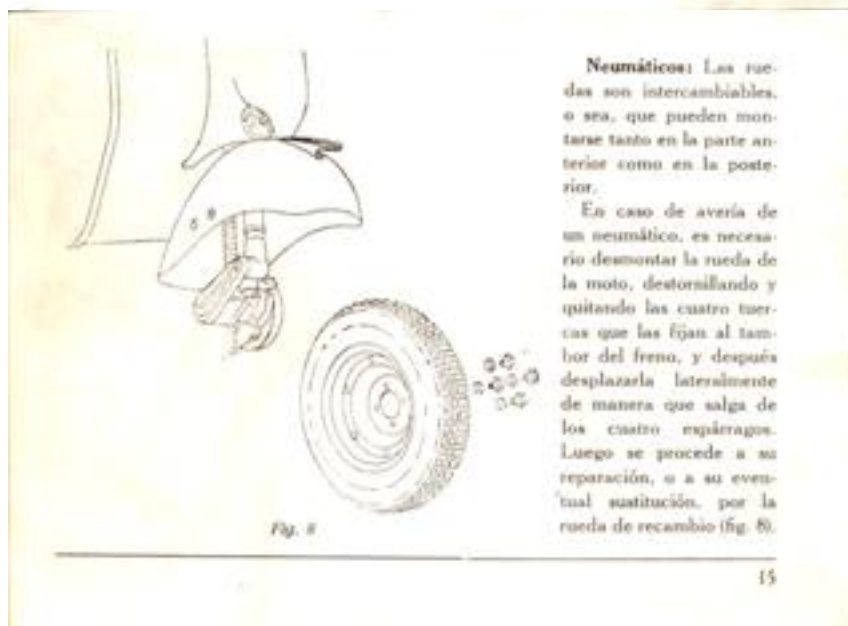 Neumáticos: Las rue-
das son intercambiables,
o sea, que pueden mon-
tarse tanto en la parte an-
terior como en la poste-
rior.
En caso de avería de
un neumático, es necesa-
rio desmontar la rueda de
la moto, destornillando y
quitando las cuatro tuer-
cas que las fijan al tam-
bor del freno, y después
desplazarla lateralmente
de manera que salga de
los cuatro espárragos.
Luego se procede a su
reparación, o a su even-
tual sustitución, por la
rueda de recambio (fig. 8).
Fig. 8
15